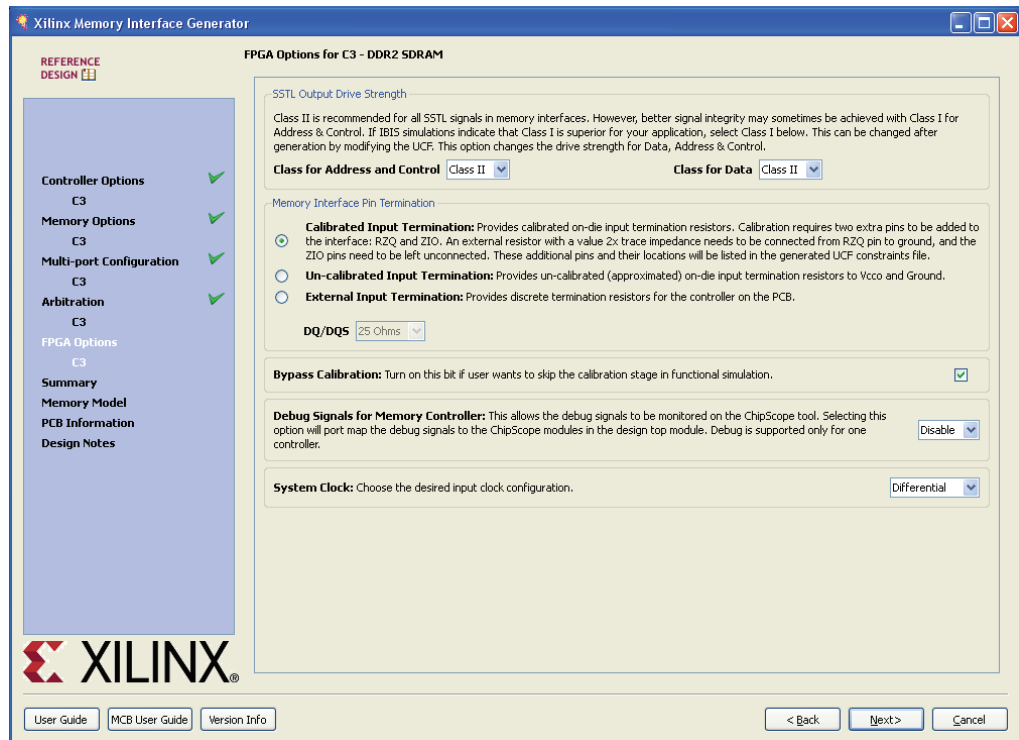 Xilinx Memory Interface Generator
REFERENCE
DESIGN
FPGA Options for C3 - DDR2 SDRAM
Controller Options
C3
Memory Options
C3
Multi-port Configuration
C3
Arbitration
C3
FPGA Options
C3
Summary
Memory Model
PCB Information
Design Notes
SSTL Output Drive Strength
Class II is recommended for all SSTL signals in memory interfaces. However, better signal integrity may sometimes be achieved with Class I for
Address & Control. If IBIS simulations indicate that Class I is superior for your application, select Class I below. This can be changed after
generation by modifying the UCF. This option changes the drive strength for Data, Address & Control.
Class for Address and Control Class II Class for Data Class II
Memory Interface Pin Termination
Calibrated Input Termination: Provides calibrated on-die input termination resistors. Calibration requires two extra pins to be added to
the interface: RZQ and ZIO. An external resistor with a value 2x trace impedance needs to be connected from RZQ pin to ground, and the
ZIO pins need to be left unconnected. These additional pins and their locations will be listed in the generated UCF constraints file.
Un-calibrated Input Termination: Provides un-calibrated (approximated) on-die input termination resistors to Vcco and Ground.
External Input Termination: Provides discrete termination resistors for the controller on the PCB.
DQ/DQS 25 Ohms
Bypass Calibration: Turn on this bit if user wants to skip the calibration stage in functional simulation.
Debug Signals for Memory Controller: This allows the debug signals to be monitored on the ChipScope tool. Selecting this
option will port map the debug signals to the ChipScope modules in the design top module. Debug is supported only for one
controller.
Disable
System Clock: Choose the desired input clock configuration. Differential
XILINX®
User Guide MCB User Guide Version Info < Back Next> Cancel